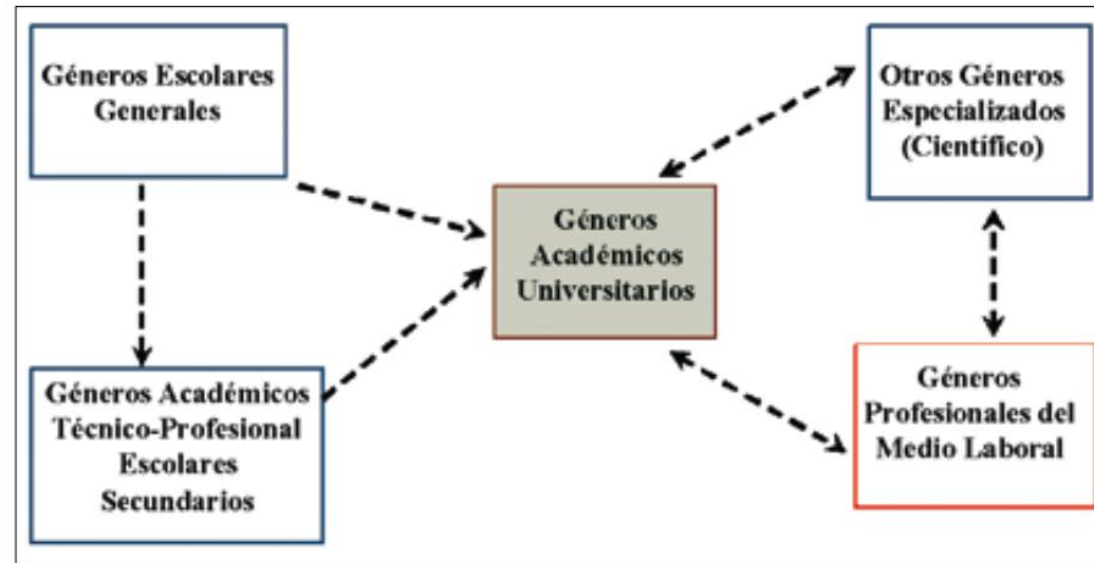 Géneros Escolares
Generales
Otros Géneros
Especializados
(Científico)
Géneros
Académicos
Universitarios
Géneros Académicos
Técnico-Profesional
Escolares
Secundarios
Géneros
Profesionales del
Medio Laboral